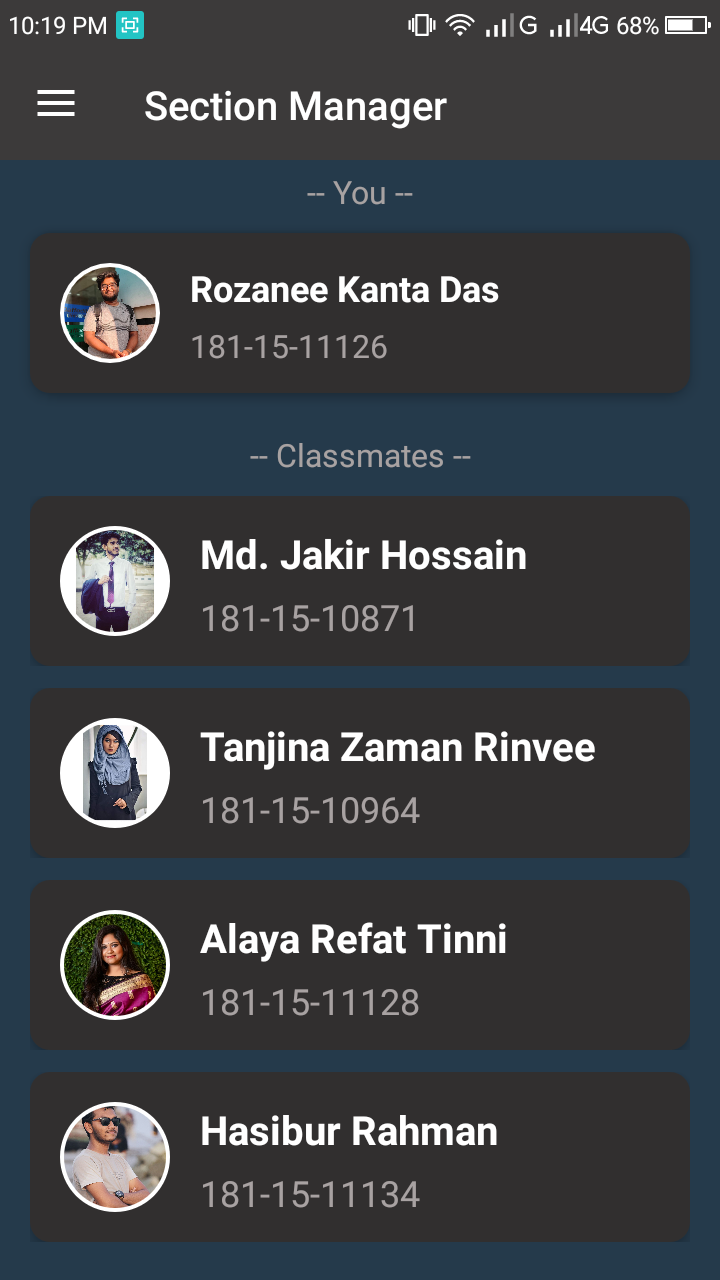 10:19 PM G 4G 68%
Section Manager
-- You --
Rozanee Kanta Das
181-15-11126
-- Classmates --
Md. Jakir Hossain
181-15-10871
Tanjina Zaman Rinvee
181-15-10964
Alaya Refat Tinni
181-15-11128
Hasibur Rahman
181-15-11134